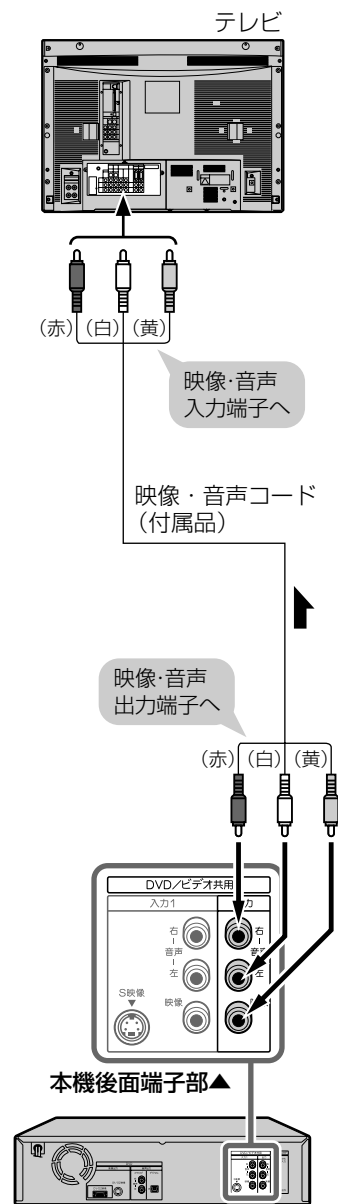 テレビ
(赤) (白) (黄)
映像・音声
入力端子へ
映像・音声コード
(付属品)
映像・音声
出力端子へ
(赤) (白) (黄)
DVD/ビデオ共用
入力1
右
音声
左
映像
S映像
▼
右
左
本機後面端子部▲